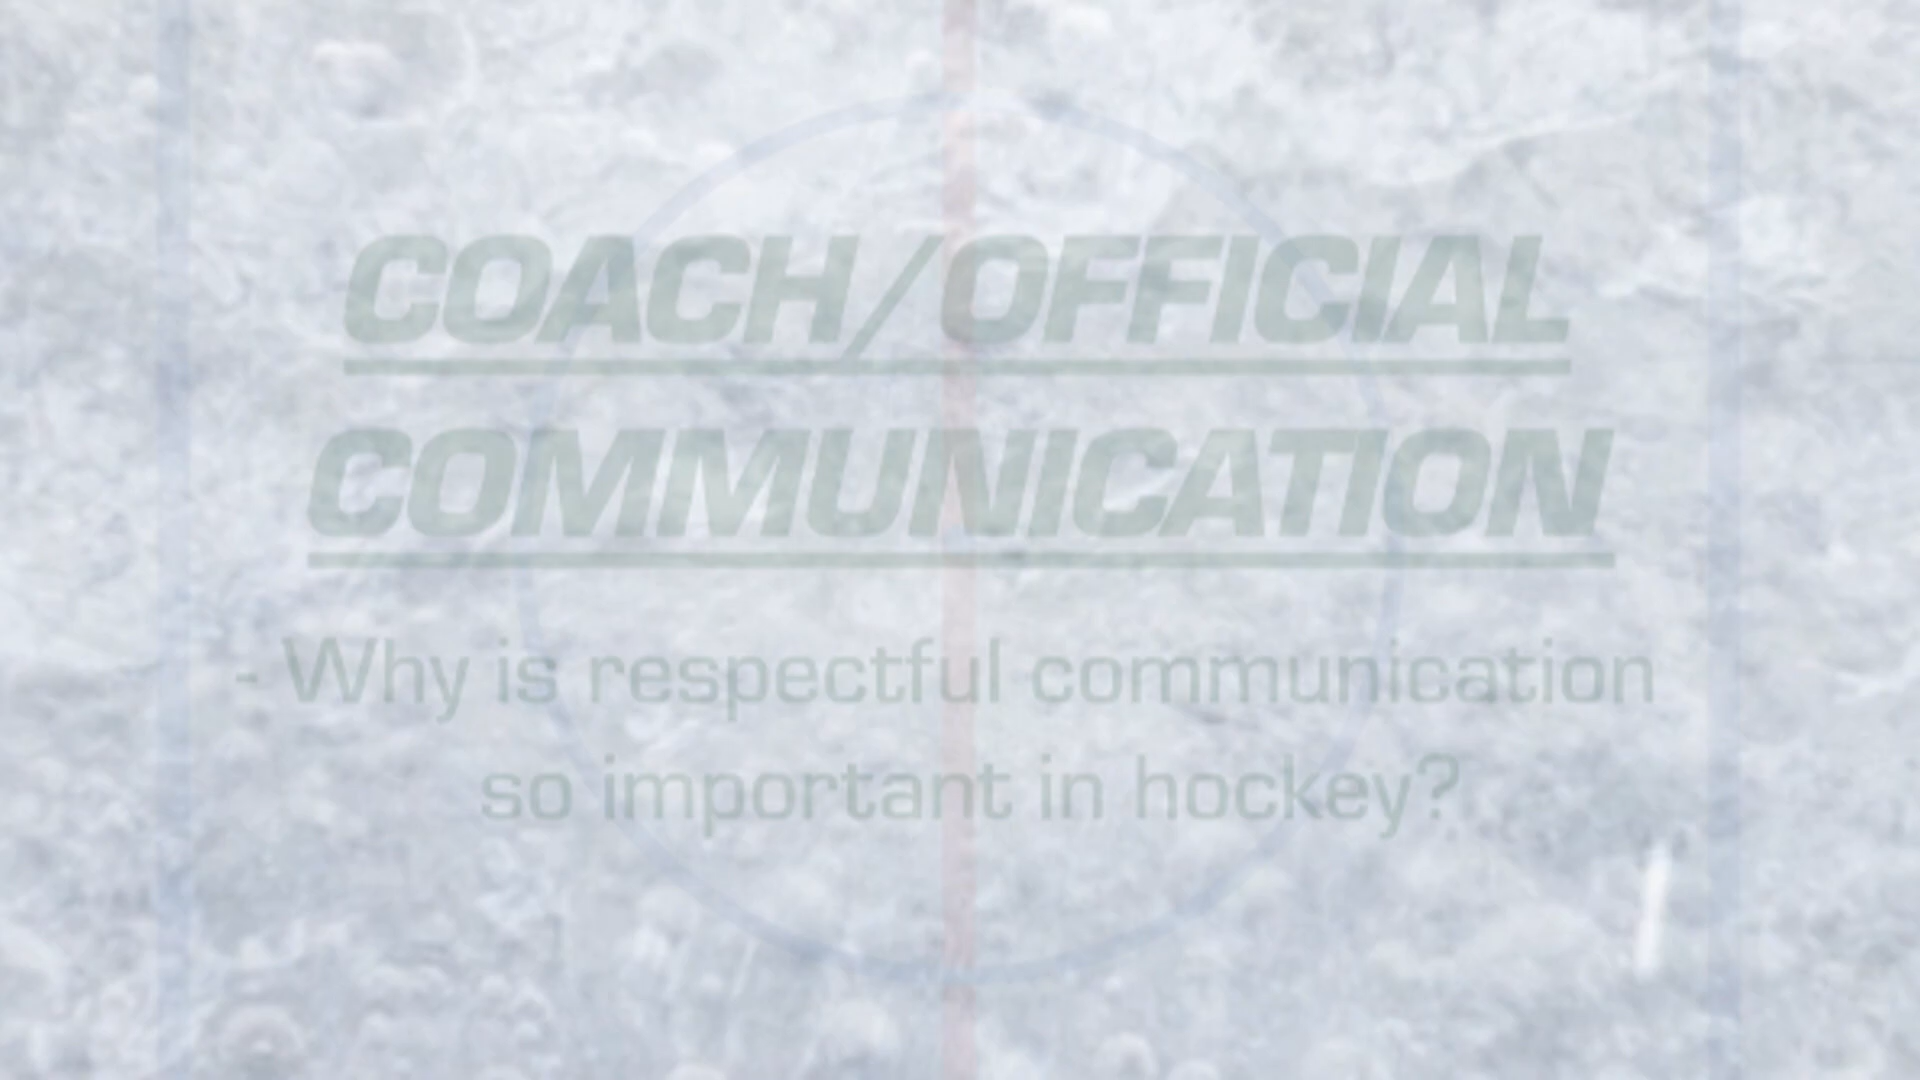 COACH/OFFICIAL
COMMUNICATION
- Why is respectful communication
so important in hockey?